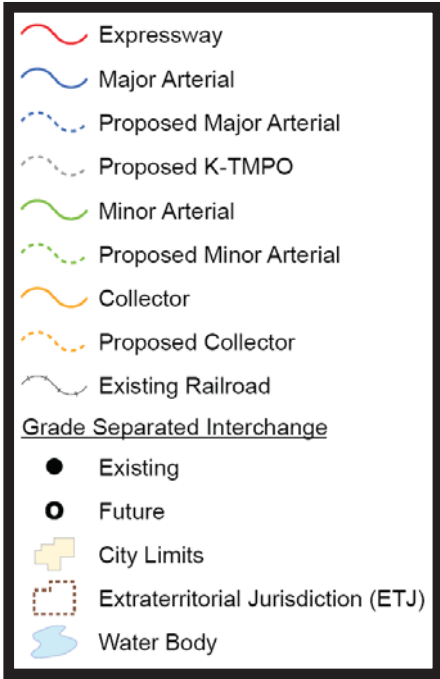 Expressway
Major Arterial
Proposed Major Arterial
Proposed K-TMPO
Minor Arterial
Proposed Minor Arterial
Collector
Proposed Collector
Existing Railroad
Grade Separated Interchange
Existing
Future
City Limits
Extraterritorial Jurisdiction (ETJ)
Water Body